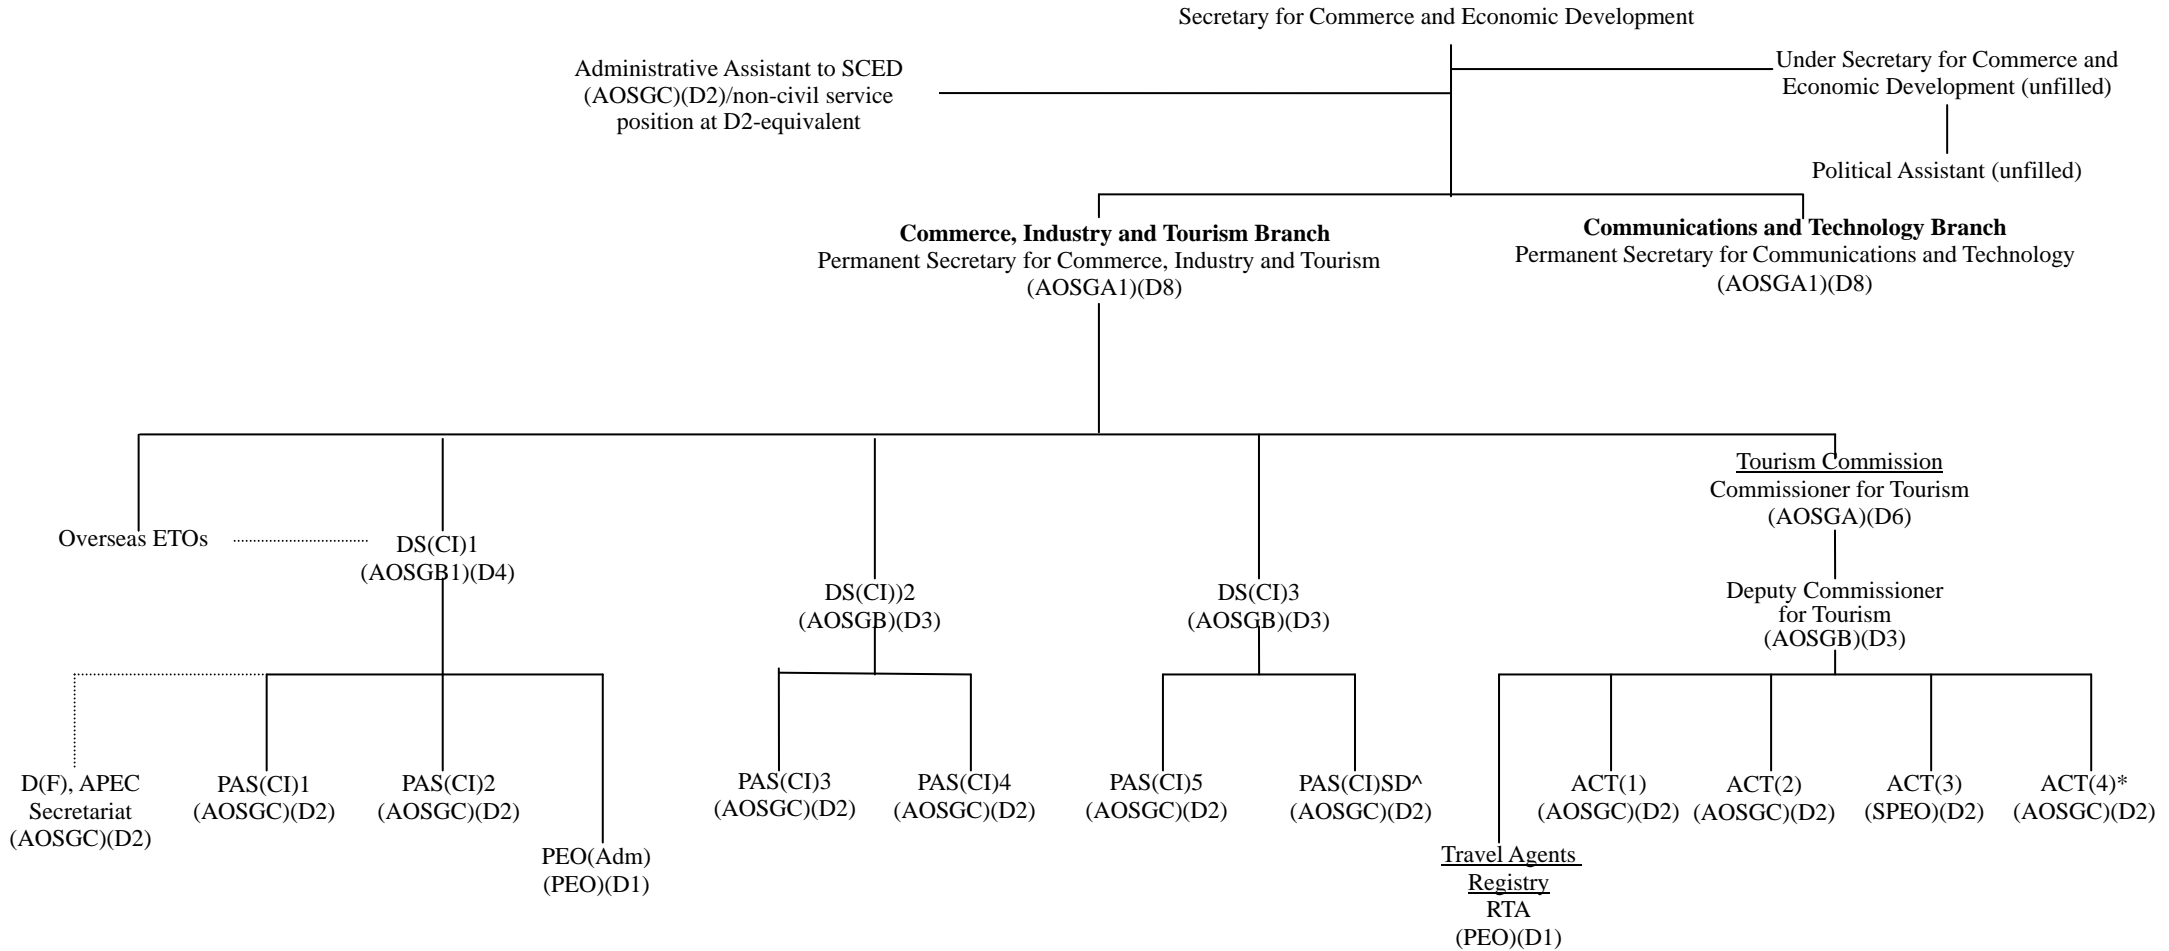 Secretary for Commerce and Economic Development
Administrative Assistant to SCED
(AOSGC)(D2)/non-civil service
position at D2-equivalent
Under Secretary for Commerce and
Economic Development (unfilled)
Political Assistant (unfilled)
Commerce, Industry and Tourism Branch
Permanent Secretary for Commerce, Industry and Tourism
(AOSGA1)(D8)
Communications and Technology Branch
Permanent Secretary for Communications and Technology
(AOSGA1)(D8)
Overseas ETOs
DS(CI)1
(AOSGB1)(D4)
DS(CI))2
(AOSGB)(D3)
DS(CI)3
(AOSGB)(D3)
Tourism Commission
Commissioner for Tourism
(AOSGA)(D6)
Deputy Commissioner
for Tourism
(AOSGB)(D3)
D(F), APEC
Secretariat
(AOSGC)(D2)
PAS(CI)1
(AOSGC)(D2)
PAS(CI)2
(AOSGC)(D2)
PEO(Adm)
(PEO)(D1)
PAS(CI)3
(AOSGC)(D2)
PAS(CI)4
(AOSGC)(D2)
PAS(CI)5
(AOSGC)(D2)
PAS(CI)SD^
(AOSGC)(D2)
Travel Agents
Registry
RTA
(PEO)(D1)
ACT(1)
(AOSGC)(D2)
ACT(2)
(AOSGC)(D2)
ACT(3)
(SPEO)(D2)
ACT(4)*
(AOSGC)(D2)